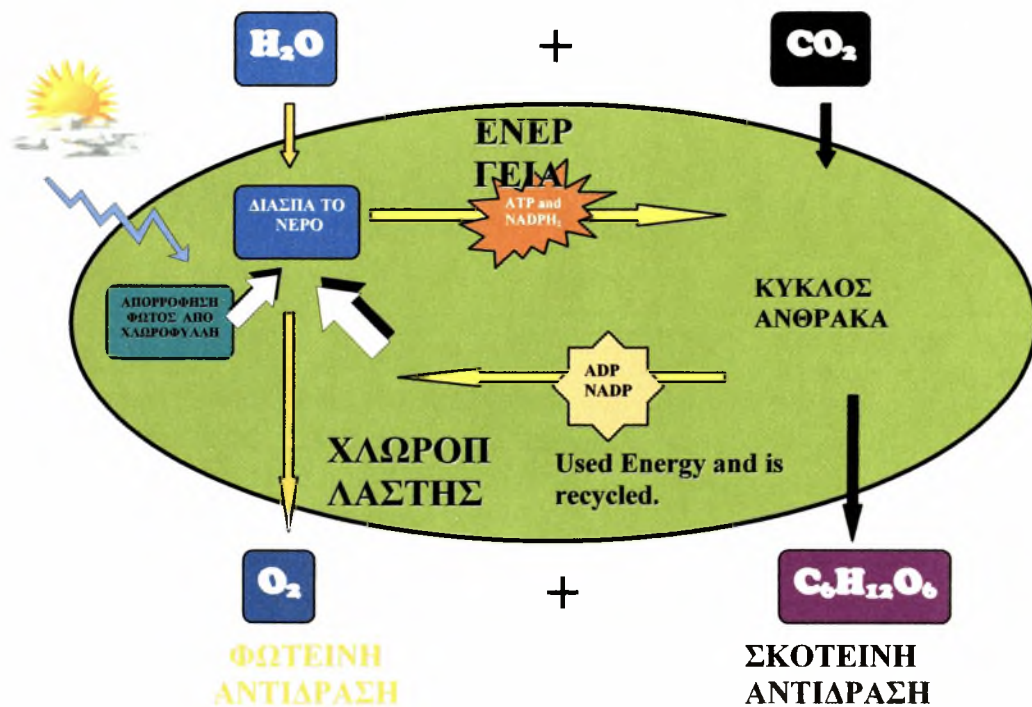 H₂O + CO₂
ΕΝΕΡ
ΓΕΙΑ
ΔΙΑΣΠΑ ΤΟ
ΝΕΡΟ
ATP and
NADPH₂
ΑΠΟΡΡΟΦΗΣΗ
ΦΩΤΟΣ ΑΠΟ
ΧΛΩΡΟΦΥΛΛΗ
ΚΥΚΛΟΣ
ΑΝΘΡΑΚΑ
ADP
NADP
ΧΛΩΡΟΠ
ΛΑΣΤΗΣ
Used Energy and is
recycled.
O₂ + C₆H₁₂O₆
ΦΩΤΕΙΝΗ
ΑΝΤΙΔΡΑΣΗ
ΣΚΟΤΕΙΝΗ
ΑΝΤΙΔΡΑΣΗ